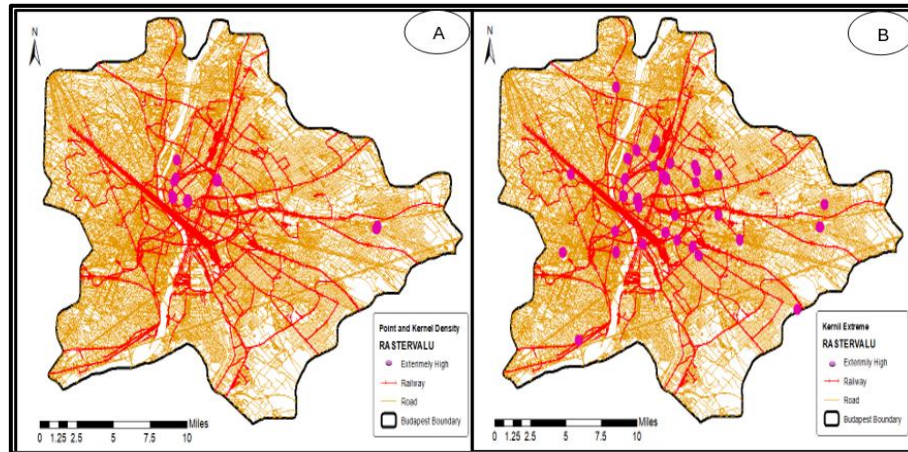 A
N
Point and Kernel Density
RASTERVALU
Extermely High
Railway
Road
Budapest Boundary
Miles
0 1.25 2.5 5 7.5 10
B
N
Kernil Extreme
RASTERVALU
Extermily High
Railway
Road
Budapest Boundary
Miles
0 1.25 2.5 5 7.5 10